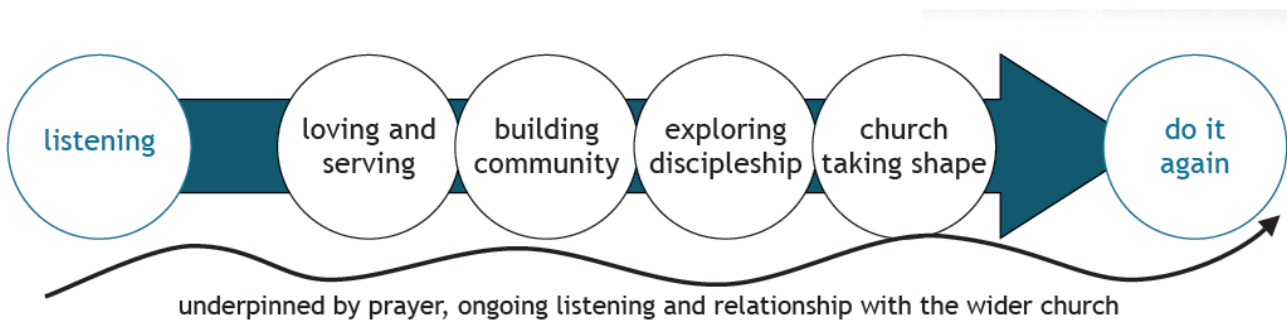 listening
loving and
serving
building
community
exploring
discipleship
church
taking shape
do it
again
underpinned by prayer, ongoing listening and relationship with the wider church